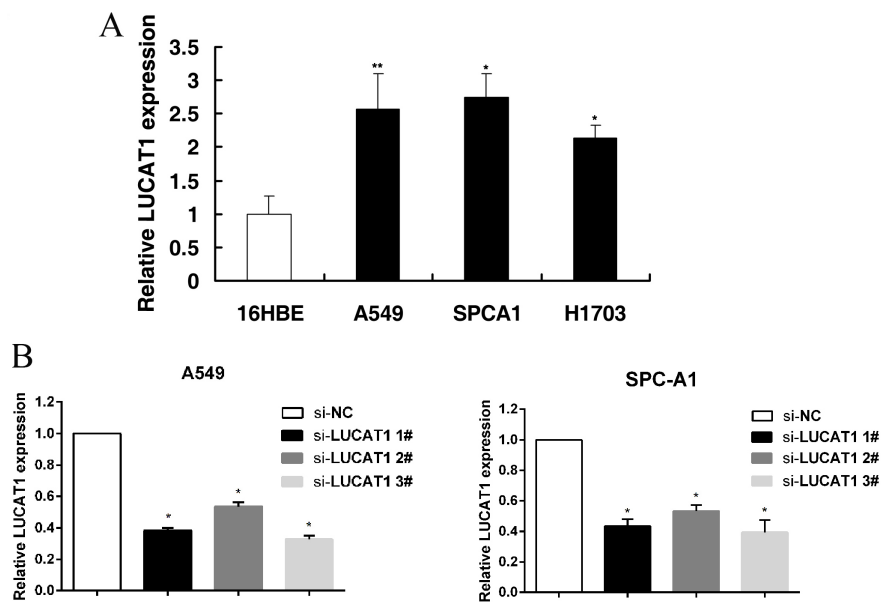 A
Relative LUCAT1 expression
3.5
3
2.5
2
1.5
1
0.5
0
** * *
16HBE A549 SPCA1 H1703
B
A549
Relative LUCAT1 expression
1.2
1.0
0.8
0.6
0.4
0.2
0.0
* * *
si-NC
si-LUCAT1 1#
si-LUCAT1 2#
si-LUCAT1 3#
SPC-A1
Relative LUCAT1 expression
1.2
1.0
0.8
0.6
0.4
0.2
0.0
* * *
si-NC
si-LUCAT1 1#
si-LUCAT1 2#
si-LUCAT1 3#